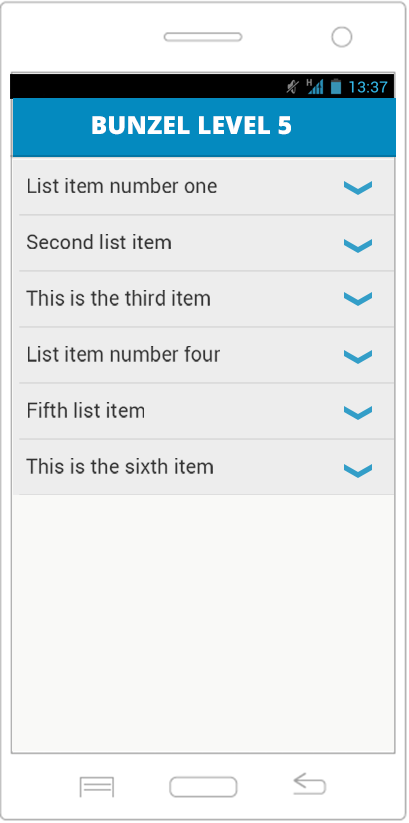 H 13:37
BUNZEL LEVEL 5
List item number one
Second list item
This is the third item
List item number four
Fifth list item
This is the sixth item